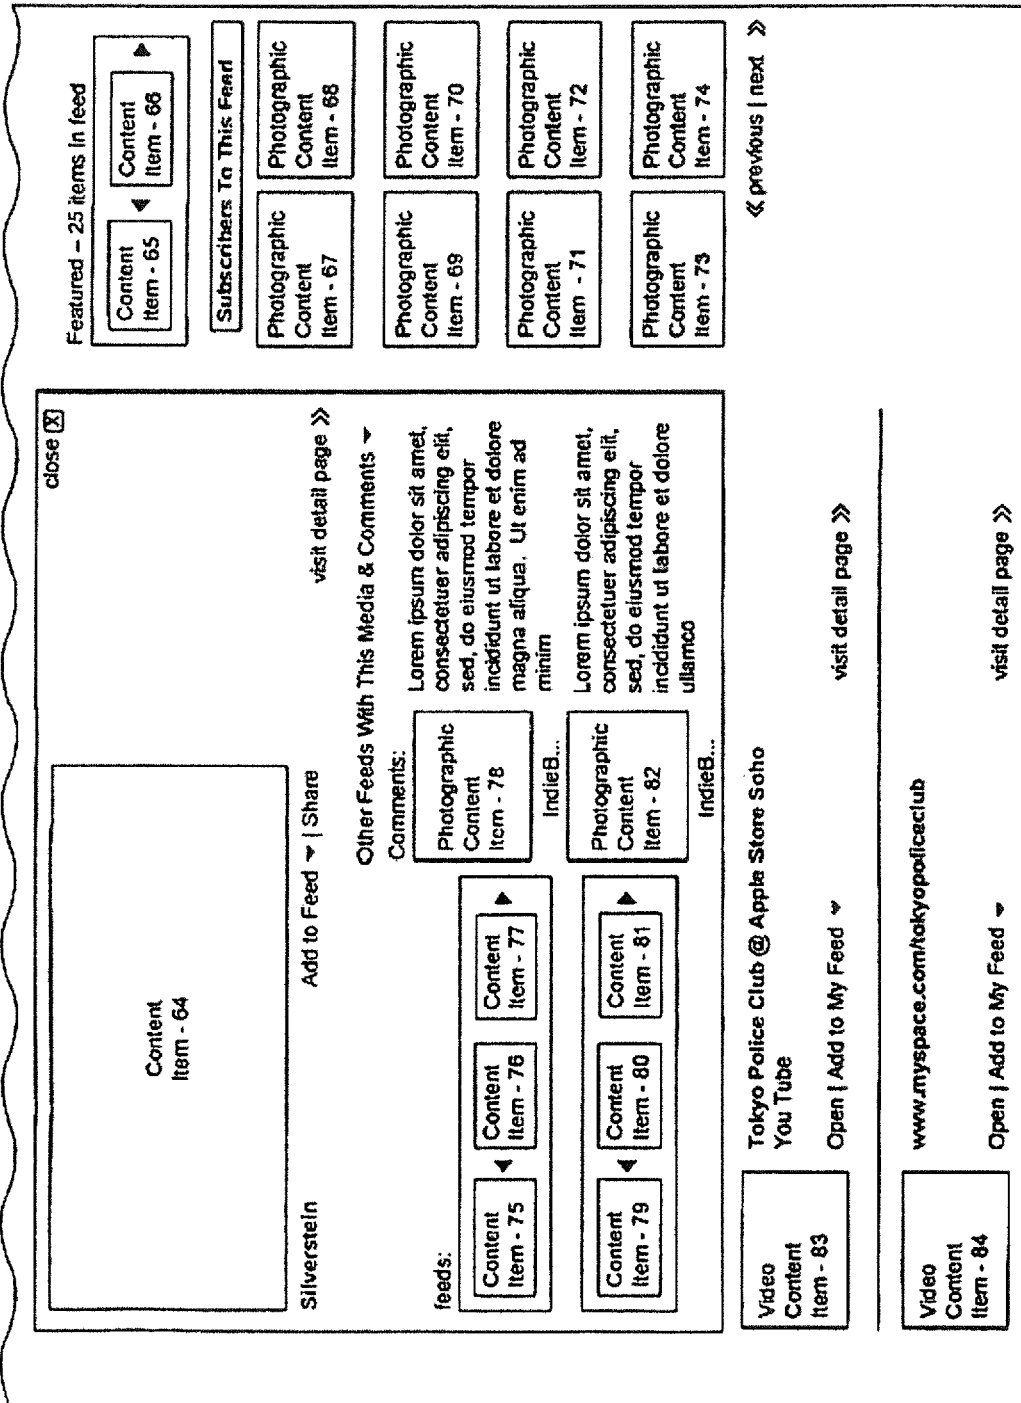 close X
Content
Item - 64
Silverstein
Add to Feed | Share
visit detail page >>
Other Feeds With This Media & Comments
feeds:
Comments:
Content
Item - 75
Content
Item - 76
Content
Item - 77
Photographic
Content
Item - 78
IndieB...
Lorem ipsum dolor sit amet,
consectetuer adipiscing elit,
sed, do eiusmod tempor
incididunt ut labore et dolore
magna aliqua. Ut enim ad
minim
Content
Item - 79
Content
Item - 80
Content
Item - 81
Photographic
Content
Item - 82
IndieB...
Lorem ipsum dolor sit amet,
consectetuer adipiscing elit,
sed, do eiusmod tempor
incididunt ut labore et dolore
ullamco
Video
Content
Item - 83
Tokyo Police Club @ Apple Store Soho
You Tube
Open | Add to My Feed
visit detail page >>
Video
Content
Item - 84
www.myspace.com/tokyopoliceclub
Open | Add to My Feed
visit detail page >>
Featured – 25 items in feed
Content
Item - 65
Content
Item - 66
Subscribers To This Feed
Photographic
Content
Item - 67
Photographic
Content
Item - 68
Photographic
Content
Item - 69
Photographic
Content
Item - 70
Photographic
Content
Item - 71
Photographic
Content
Item - 72
Photographic
Content
Item - 73
Photographic
Content
Item - 74
<< previous | next >>